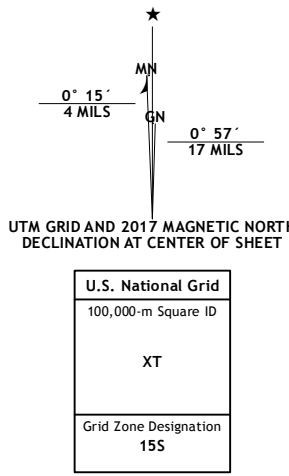 MN
0° 15´
4 MILS
GN
0° 57´
17 MILS
UTM GRID AND 2017 MAGNETIC NORTH
DECLINATION AT CENTER OF SHEET
U.S. National Grid
100,000-m Square ID
XT
Grid Zone Designation
15S